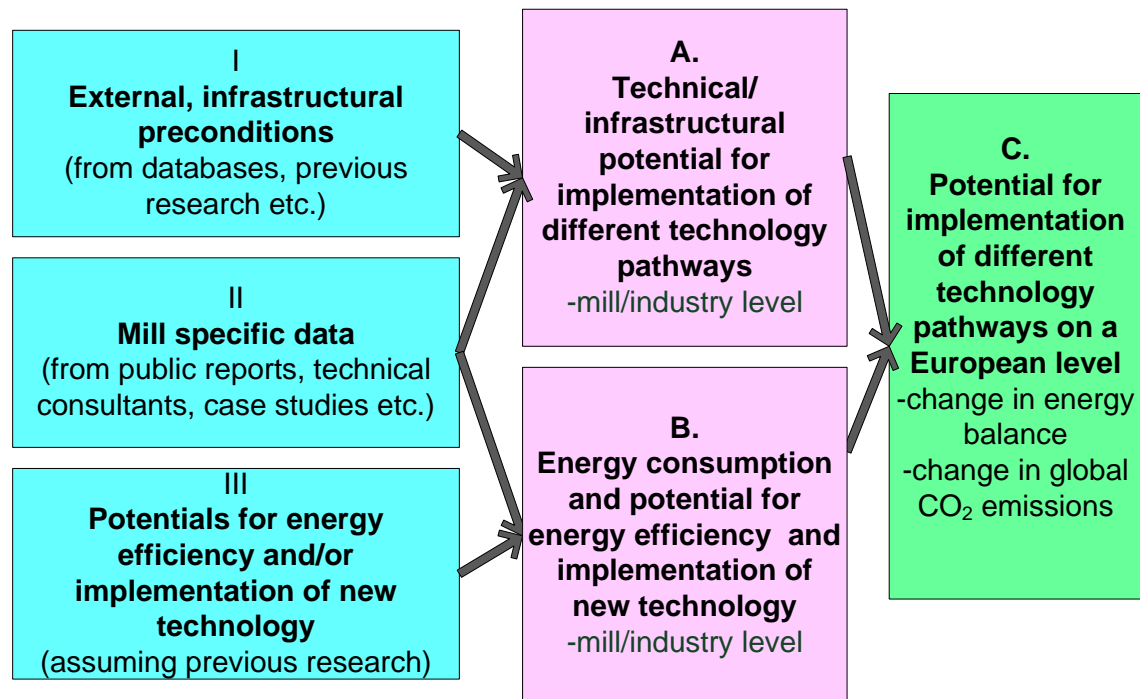 I
External, infrastructural
preconditions
(from databases, previous
research etc.)
II
Mill specific data
(from public reports, technical
consultants, case studies etc.)
III
Potentials for energy
efficiency and/or
implementation of new
technology
(assuming previous research)
A.
Technical/
infrastructural
potential for
implementation of
different technology
pathways
-mill/industry level
B.
Energy consumption
and potential for
energy efficiency  and
implementation of
new technology
-mill/industry level
C.
Potential for
implementation
of different
technology
pathways on a
European level
-change in energy
balance
-change in global
CO₂ emissions